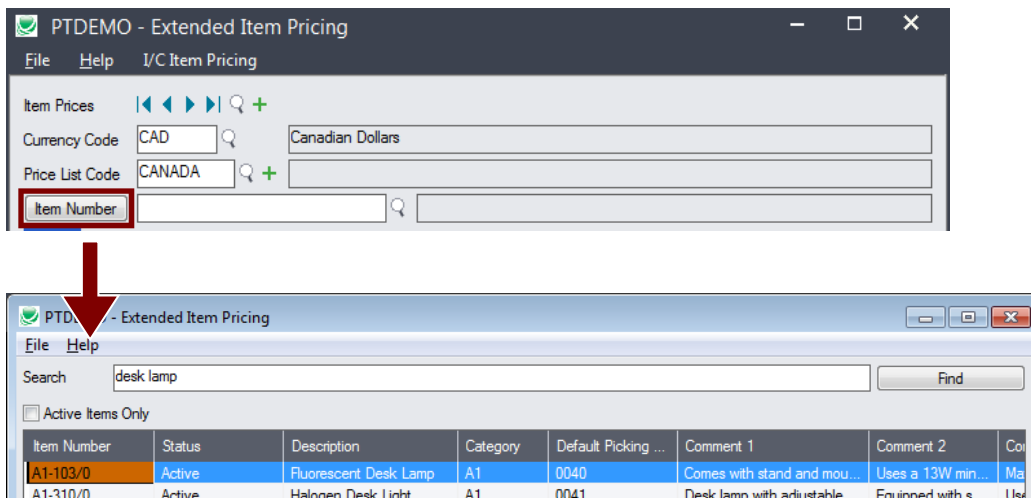 PTDEMO - Extended Item Pricing
File Help I/C Item Pricing
Item Prices
Currency Code CAD Canadian Dollars
Price List Code CANADA
Item Number
- Extended Item Pricing
File Help
Search desk lamp Find
Active Items Only
Item Number Status Description Category Default Picking ... Comment 1 Comment 2
A1-103/0 Active Fluorescent Desk Lamp A1 0040 Comes with stand and mou... Uses a 13W min...
A1-310/0 Active Halogen Desk Light A1 0041 Desk lamp with adjustable Equipped with s